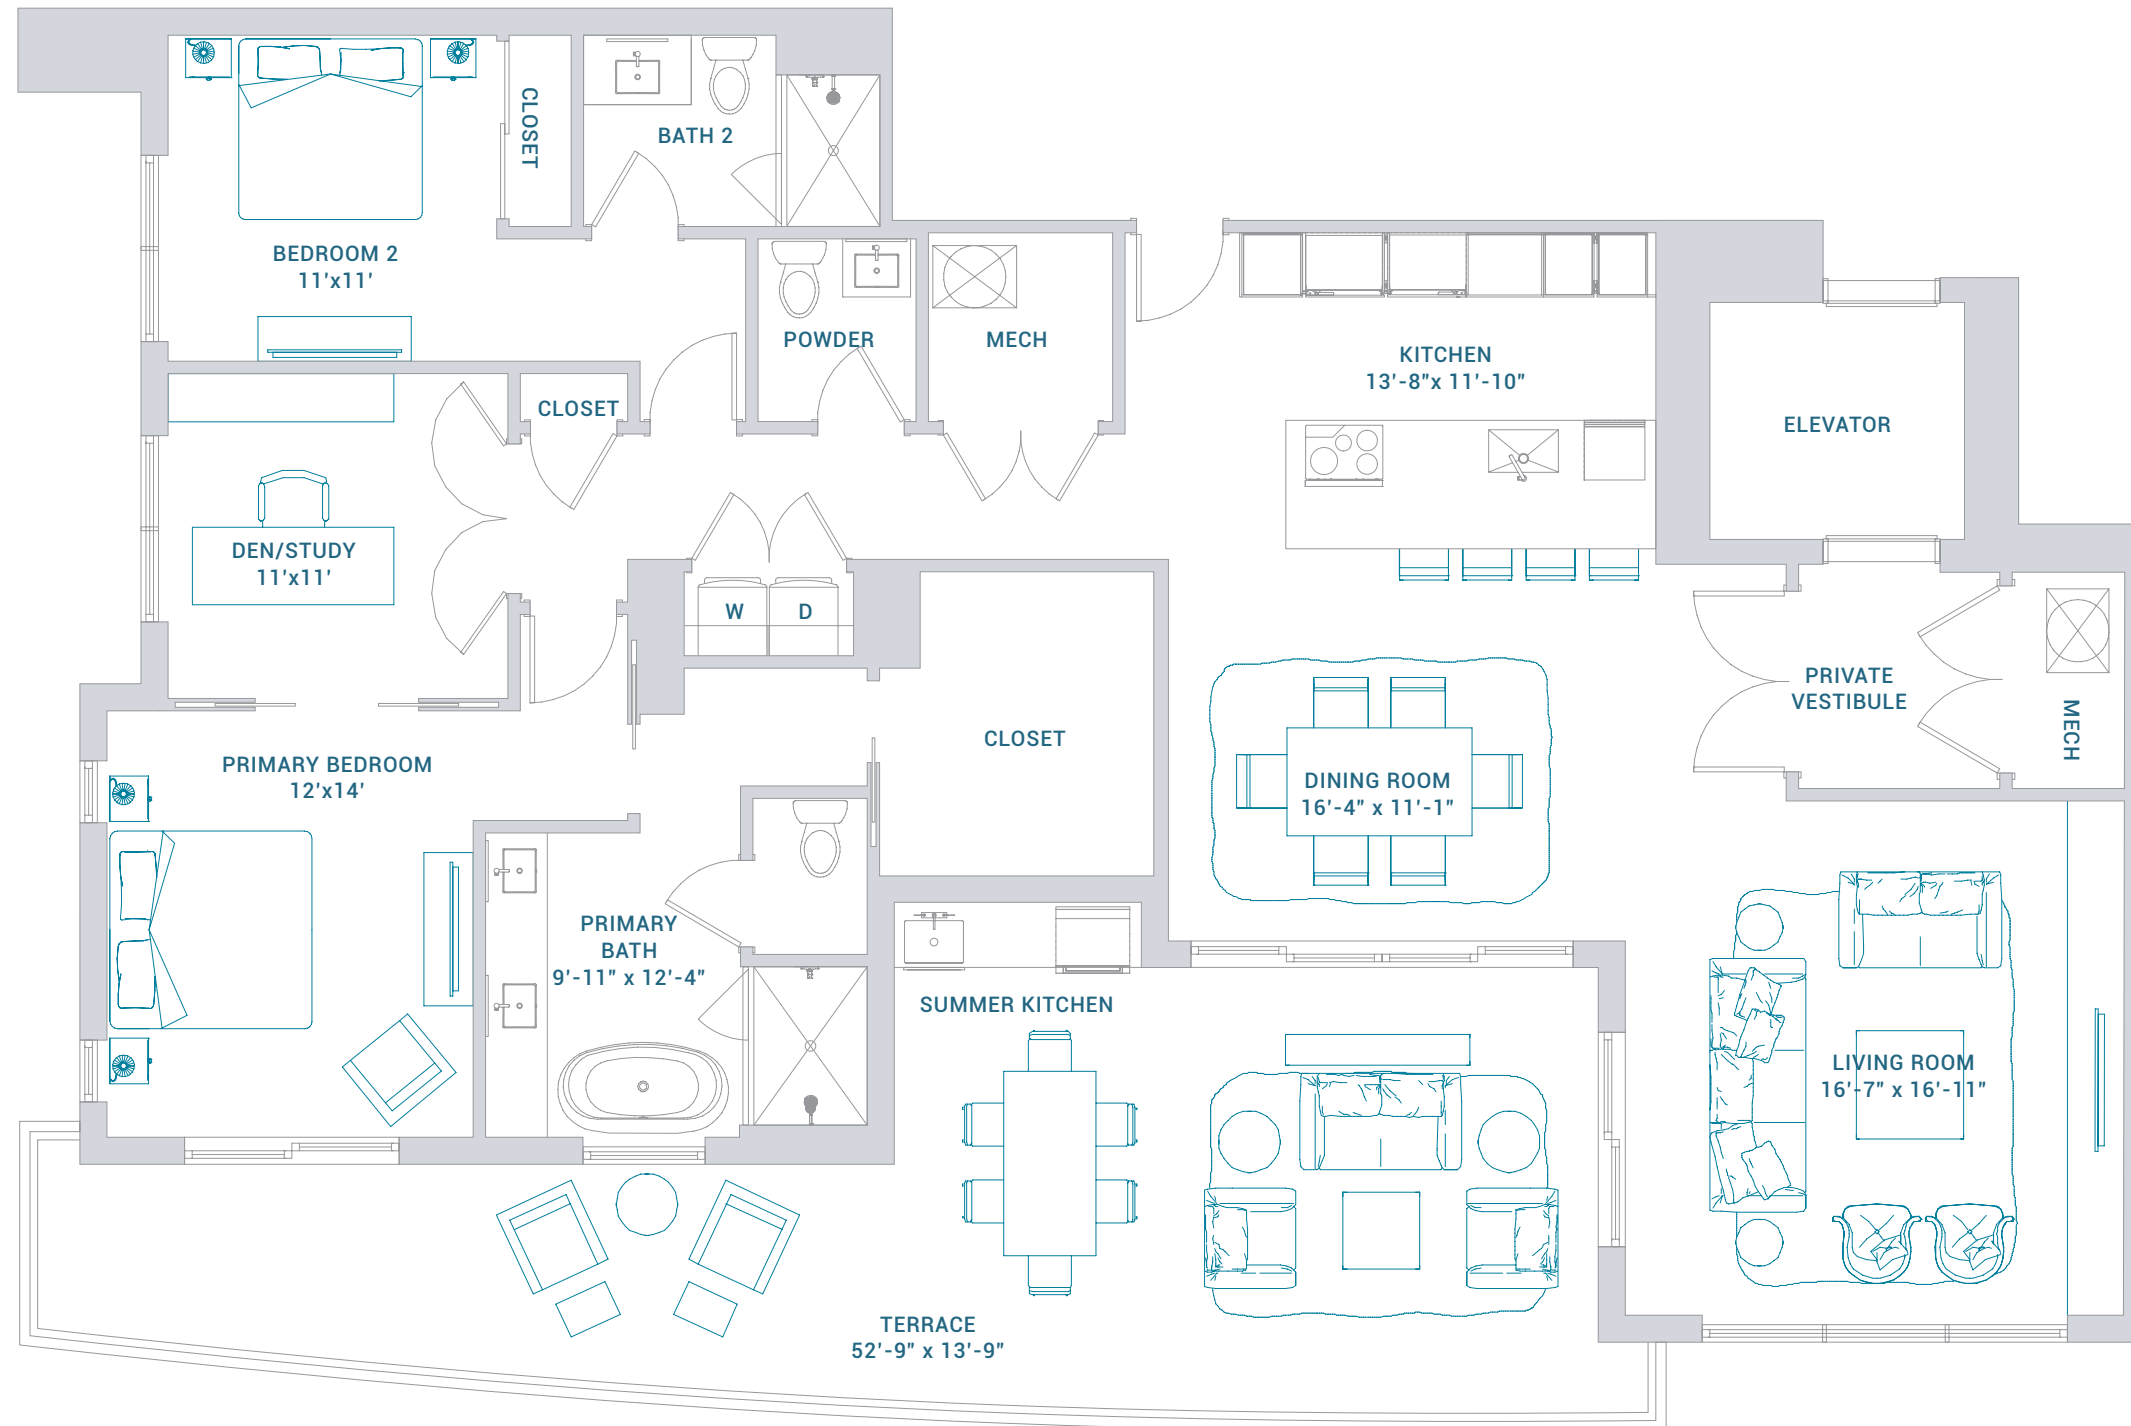 CLOSET
BATH 2
BEDROOM 2
11'x11'
POWDER
MECH
KITCHEN
13'-8"x 11'-10"
CLOSET
ELEVATOR
DEN/STUDY
11'x11'
W
D
PRIVATE
VESTIBULE
MECH
CLOSET
PRIMARY BEDROOM
12'x14'
DINING ROOM
16'-4" x 11'-1"
PRIMARY
BATH
9'-11" x 12'-4"
SUMMER KITCHEN
LIVING ROOM
16'-7" x 16'-11"
TERRACE
52'-9" x 13'-9"